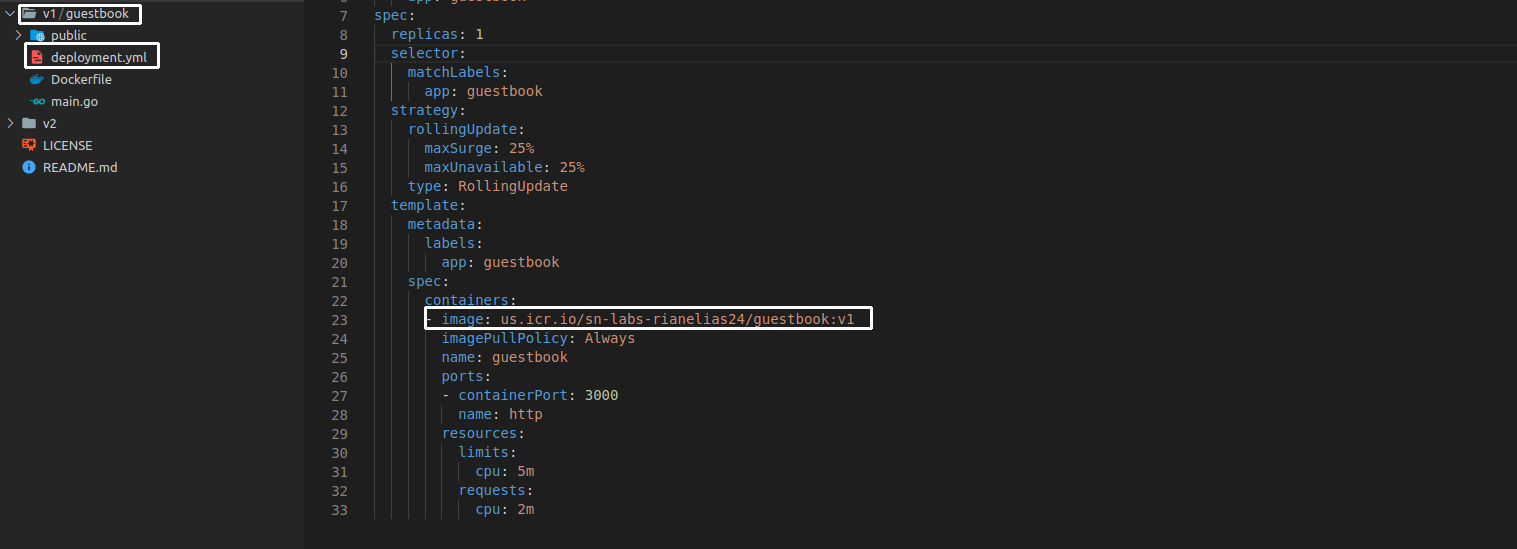 v1/guestbook
public
deployment.yml
Dockerfile
main.go
v2
LICENSE
README.md
6 app: guestbook
7 spec:
8 replicas: 1
9 selector:
10 matchLabels:
11 app: guestbook
12 strategy:
13 rollingUpdate:
14 maxSurge: 25%
15 maxUnavailable: 25%
16 type: RollingUpdate
17 template:
18 metadata:
19 labels:
20 app: guestbook
21 spec:
22 containers:
23 - image: us.icr.io/sn-labs-rianelias24/guestbook:v1
24 imagePullPolicy: Always
25 name: guestbook
26 ports:
27 - containerPort: 3000
28 name: http
29 resources:
30 limits:
31 cpu: 5m
32 requests:
33 cpu: 2m